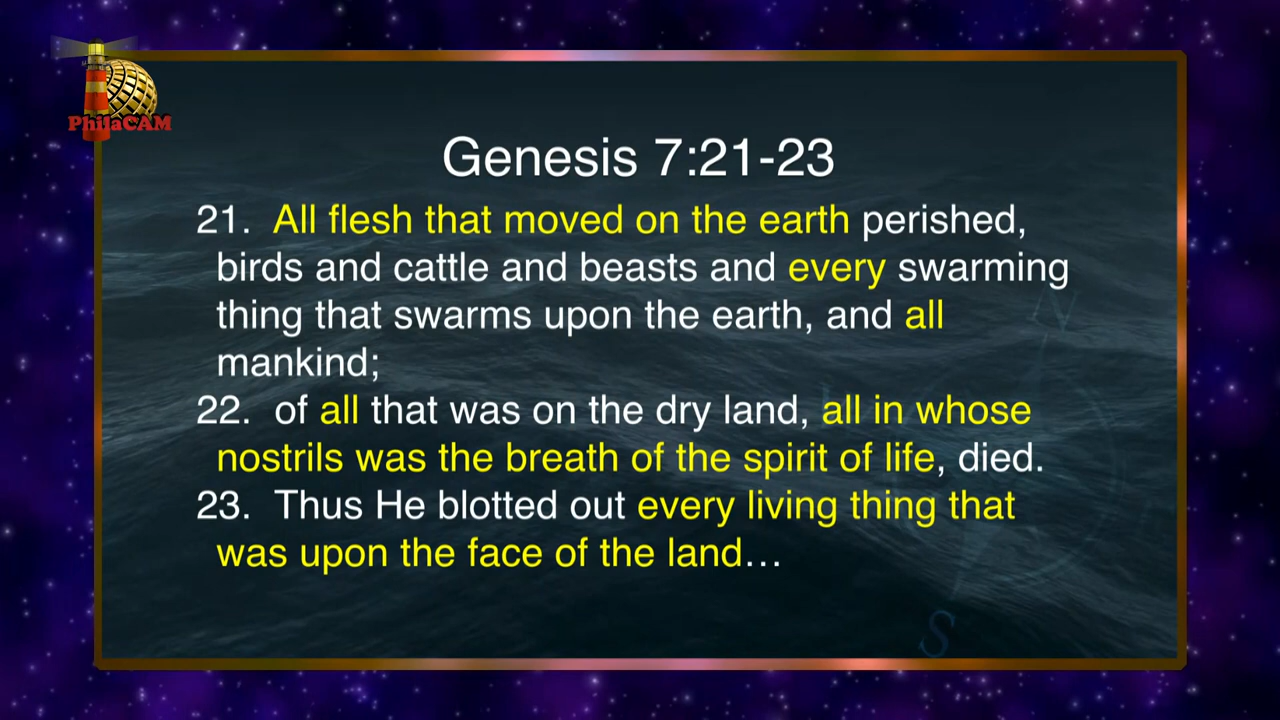 PhilaCAM
Genesis 7:21-23
21. All flesh that moved on the earth perished,
birds and cattle and beasts and every swarming
thing that swarms upon the earth, and all
mankind;
22. of all that was on the dry land, all in whose
nostrils was the breath of the spirit of life, died.
23. Thus He blotted out every living thing that
was upon the face of the land…
N
S